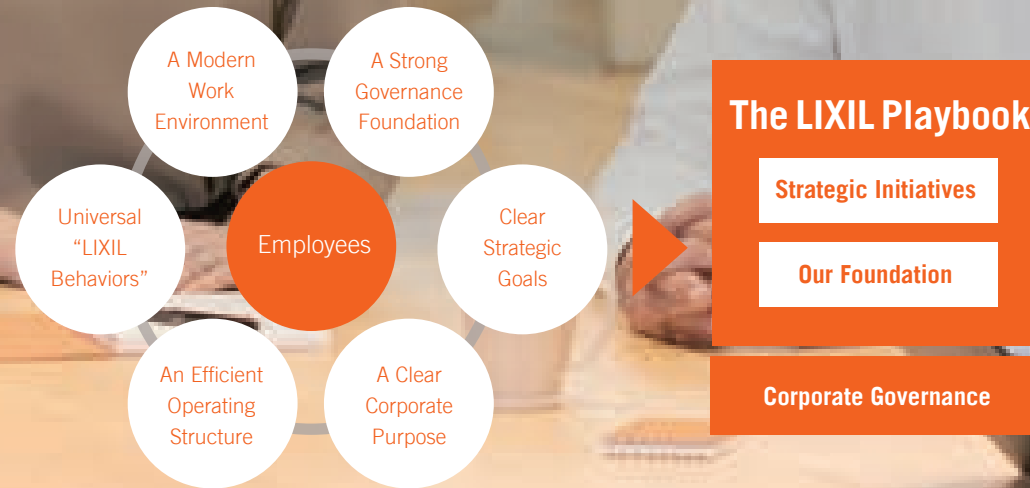 A Modern
Work
Environment
A Strong
Governance
Foundation
Universal
“LIXIL
Behaviors”
Employees
Clear
Strategic
Goals
An Efficient
Operating
Structure
A Clear
Corporate
Purpose
The LIXIL Playbook
Strategic Initiatives
Our Foundation
Corporate Governance